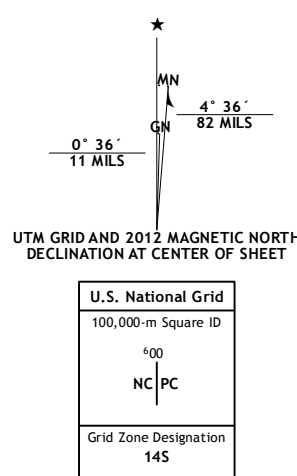 MN
GN
4° 36´
82 MILS
0° 36´
11 MILS
UTM GRID AND 2012 MAGNETIC NORTH
DECLINATION AT CENTER OF SHEET
U.S. National Grid
100,000-m Square ID
⁶00
NC PC
Grid Zone Designation
14S